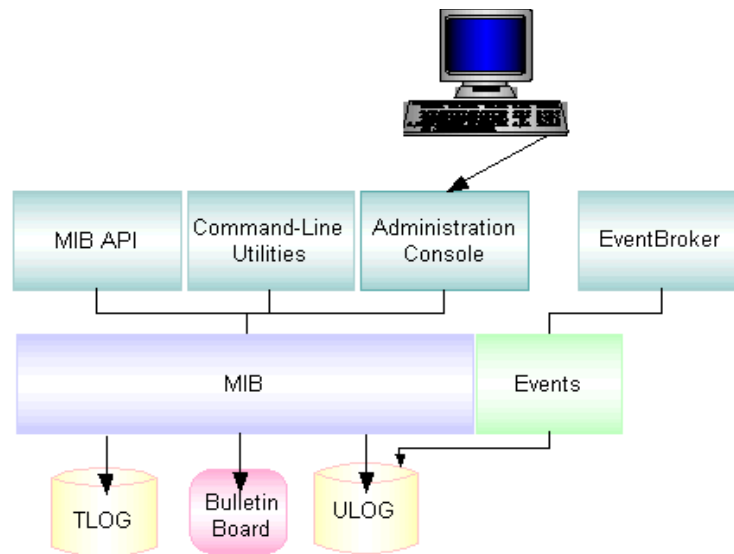 MIB API
Command-Line
Utilities
Administration
Console
EventBroker
MIB
Events
TLOG
Bulletin
Board
ULOG